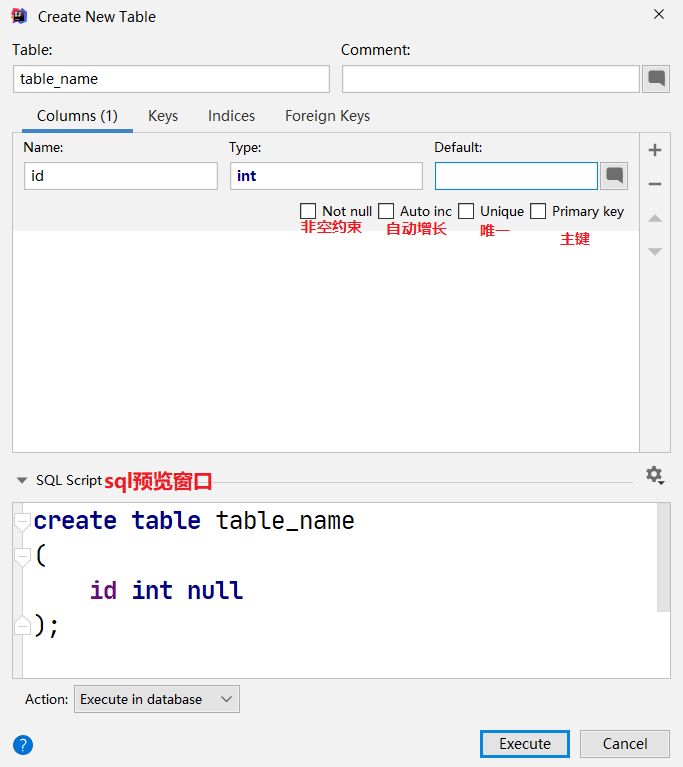 Create New Table
Table: Comment:
table_name
Columns (1) Keys Indices Foreign Keys
Name: Type: Default:
id int
Not null Auto inc Unique Primary key
非空约束 自动增长 唯一 主键
SQL Script sql预览窗口
create table table_name
(
id int null
);
Action: Execute in database
? Execute Cancel